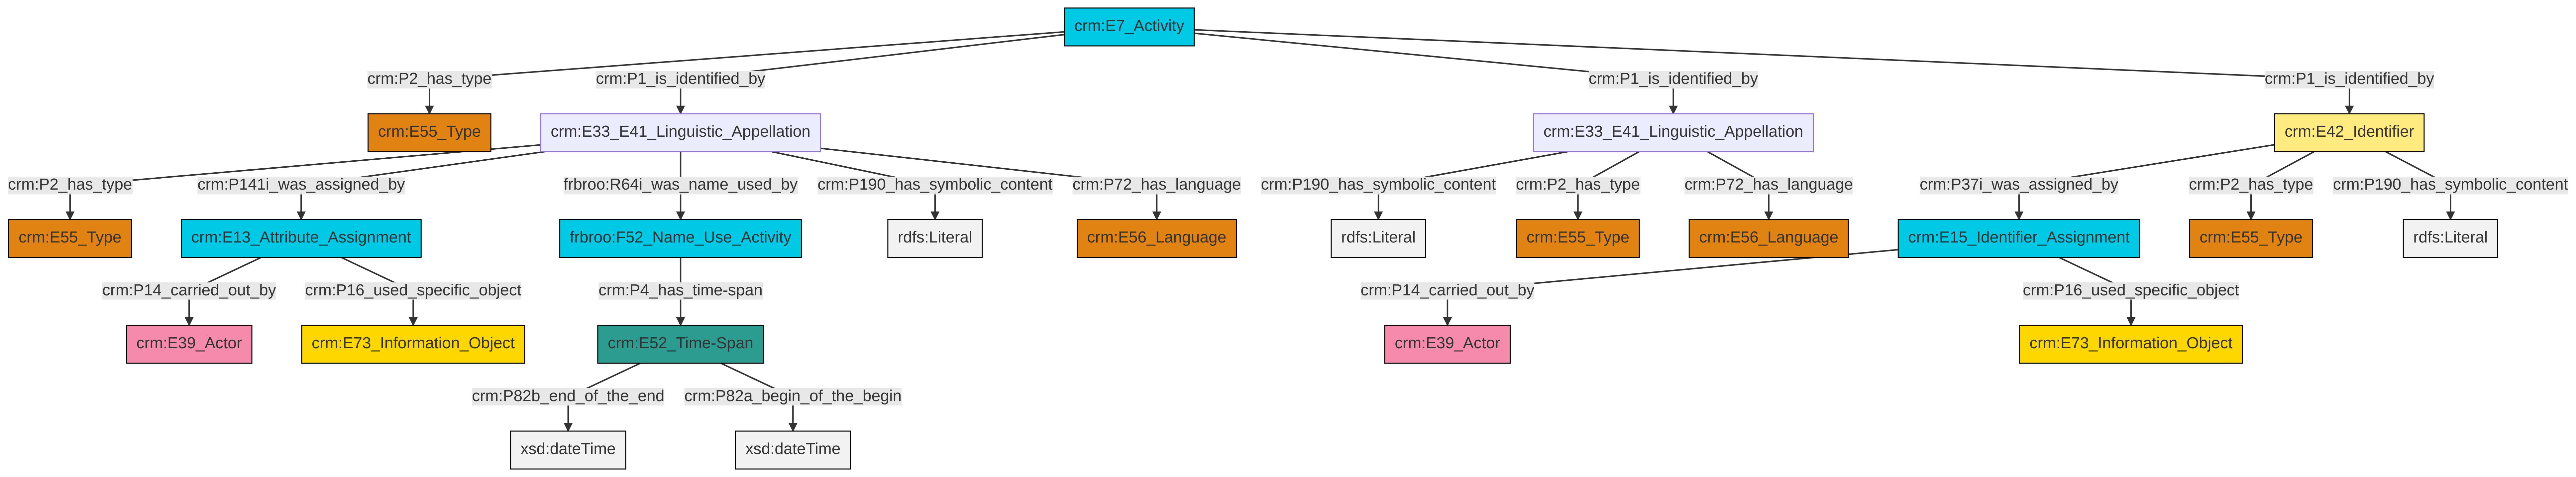 crm:E7_Activity
crm:P2_has_type
crm:P1_is_identified_by
crm:P1_is_identified_by
crm:P1_is_identified_by
crm:E55_Type
crm:E33_E41_Linguistic_Appellation
crm:E33_E41_Linguistic_Appellation
crm:E42_Identifier
crm:P2_has_type
crm:P141i_was_assigned_by
frbroo:R64i_was_name_used_by
crm:P190_has_symbolic_content
crm:P72_has_language
crm:P190_has_symbolic_content
crm:P2_has_type
crm:P72_has_language
crm:P37i_was_assigned_by
crm:P2_has_type
crm:P190_has_symbolic_content
crm:E55_Type
crm:E13_Attribute_Assignment
frbroo:F52_Name_Use_Activity
rdfs:Literal
crm:E56_Language
rdfs:Literal
crm:E55_Type
crm:E56_Language
crm:E15_Identifier_Assignment
crm:E55_Type
rdfs:Literal
crm:P14_carried_out_by
crm:P16_used_specific_object
crm:P4_has_time-span
crm:P14_carried_out_by
crm:P16_used_specific_object
crm:E39_Actor
crm:E73_Information_Object
crm:E52_Time-Span
crm:E39_Actor
crm:E73_Information_Object
crm:P82b_end_of_the_end
crm:P82a_begin_of_the_begin
xsd:dateTime
xsd:dateTime